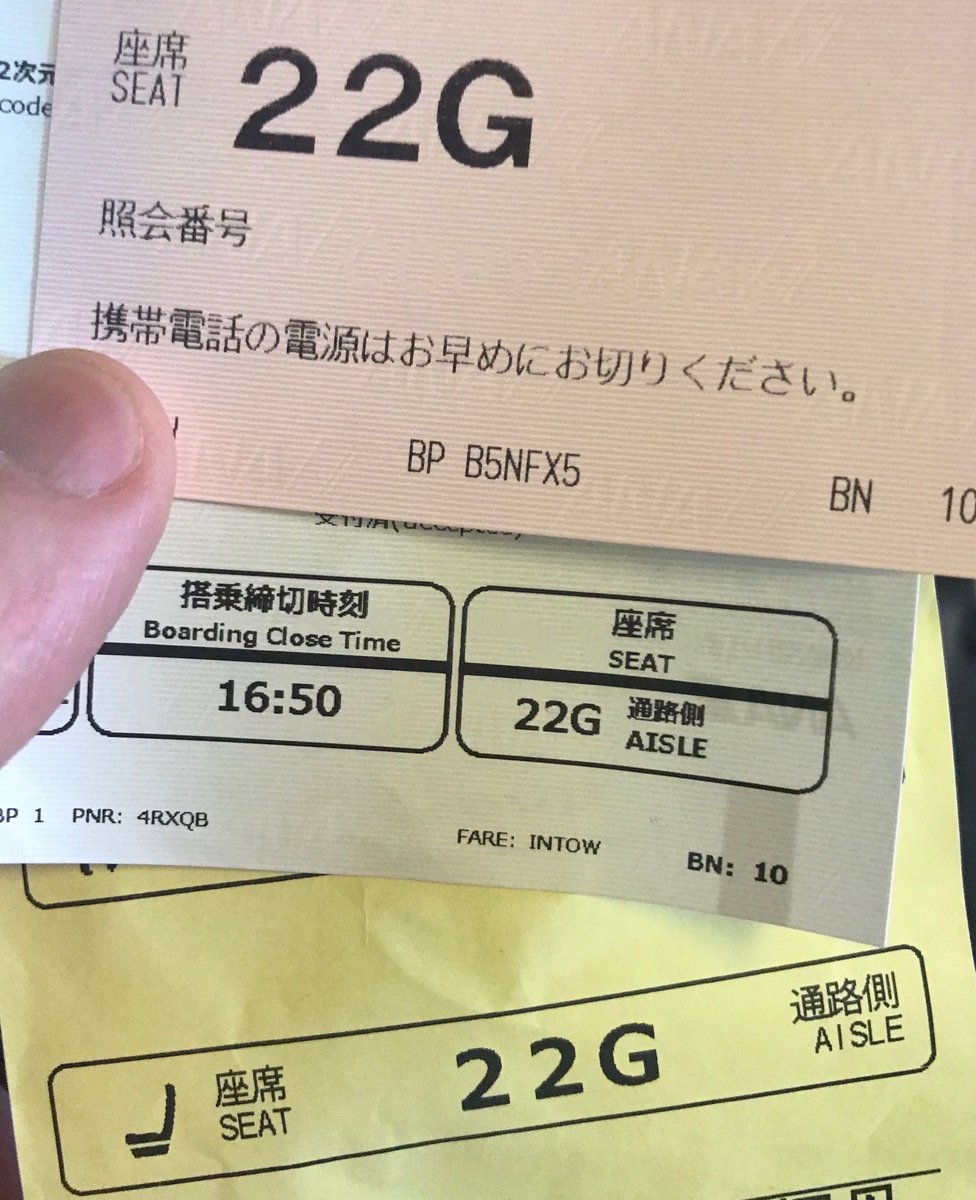 2次元
code
座席
SEAT
22G
照会番号
携帯電話の電源はお早めにお切りください。
BP B5NFX5
BN 10
受付済(accepted)
搭乗締切時刻
Boarding Close Time
16:50
座席
SEAT
22G
通路側
AISLE
BP 1 PNR: 4RXQB
FARE: INTOW
BN: 10
座席
SEAT
22G
通路側
AISLE